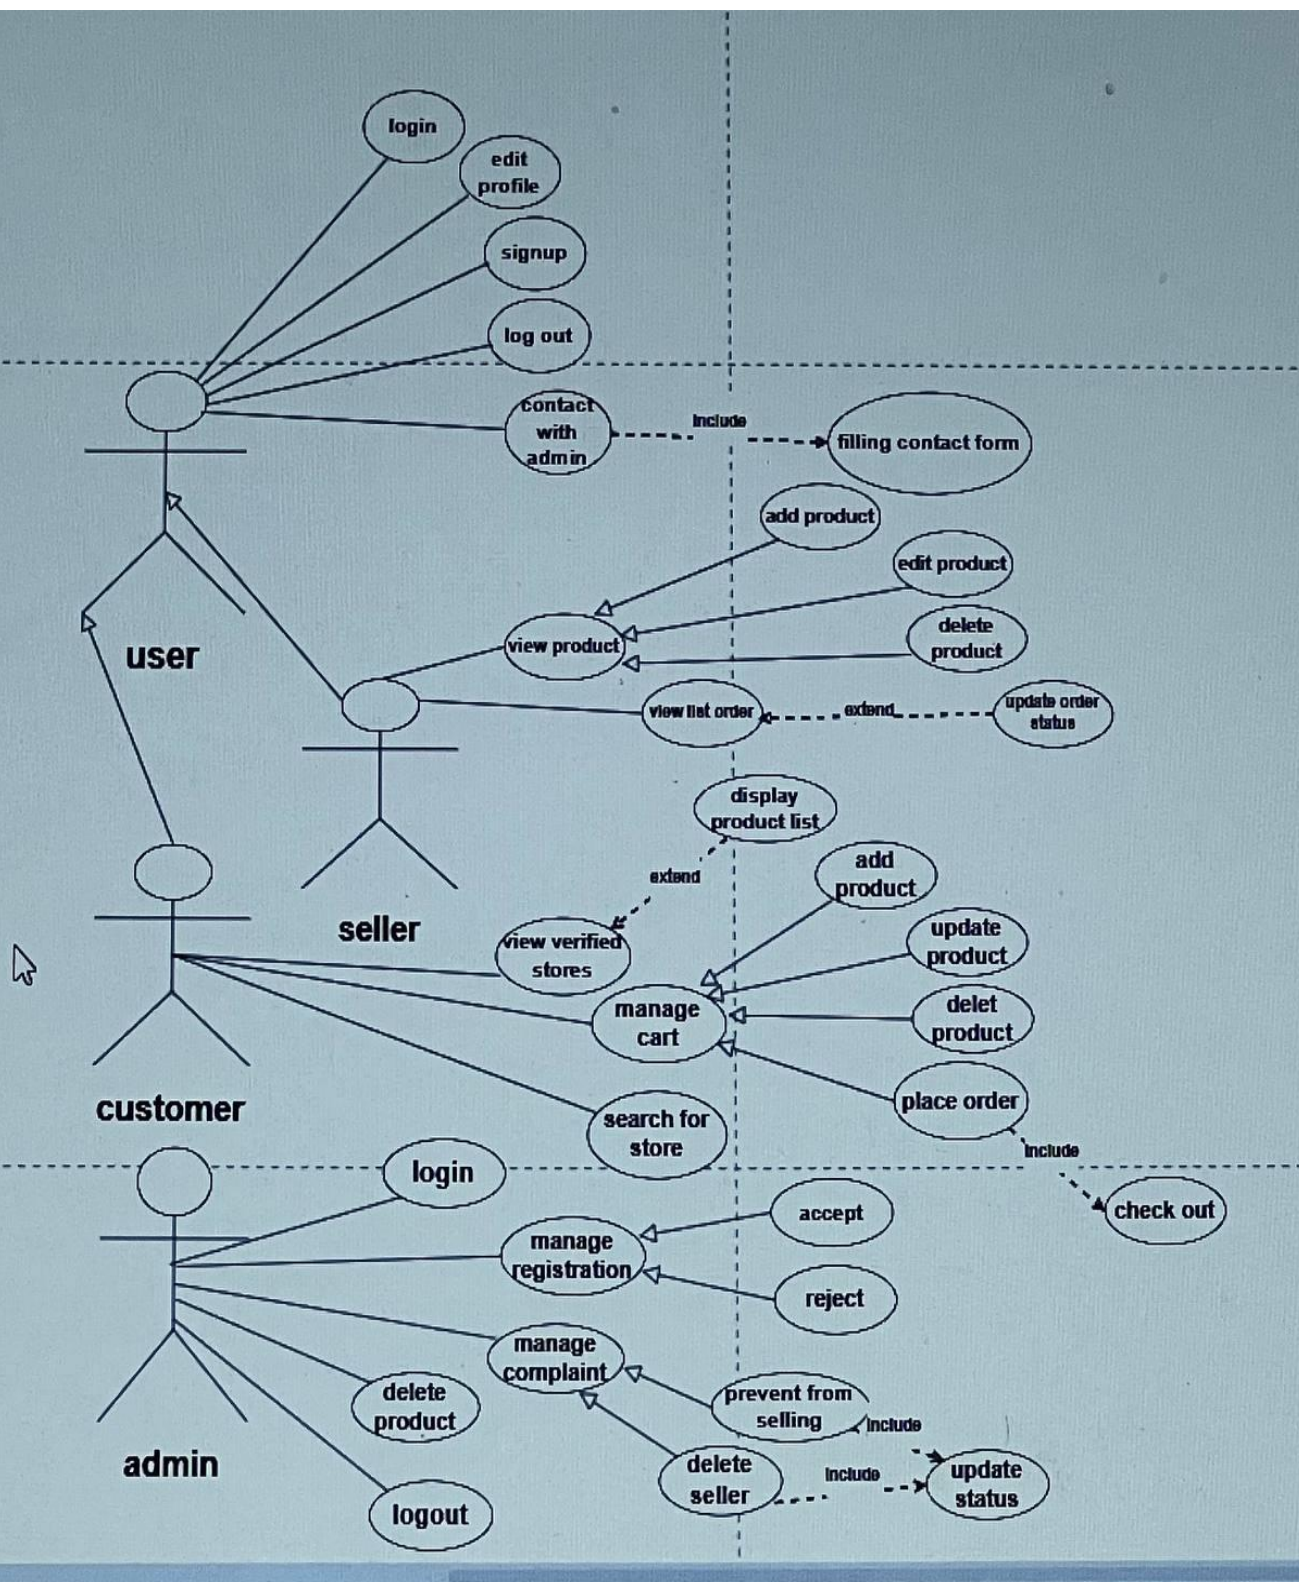 login
edit
profile
signup
log out
contact
with
admin
include
filling contact form
add product
edit product
view product
delete
product
user
view list order
extend
update order
status
display
product list
extend
add
product
seller
view verified
stores
update
product
manage
cart
delet
product
place order
customer
search for
store
include
login
check out
accept
manage
registration
reject
manage
complaint
delete
product
prevent from
selling
include
admin
delete
seller
include
update
status
logout